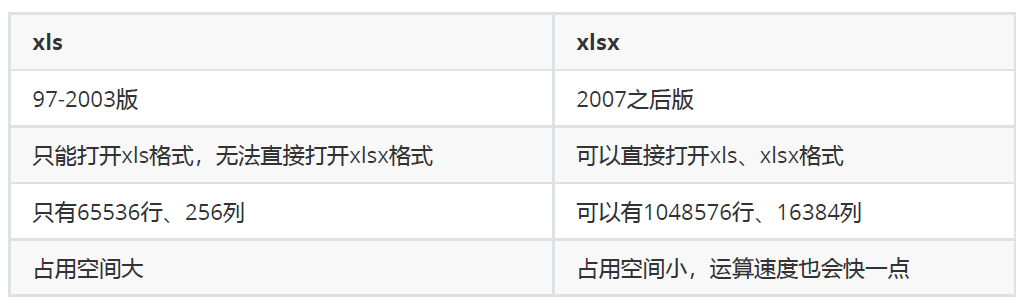 xls
xlsx
97-2003版
2007之后版
只能打开xls格式，无法直接打开xlsx格式
可以直接打开xls、xlsx格式
只有65536行、256列
可以有1048576行、16384列
占用空间大
占用空间小，运算速度也会快一点